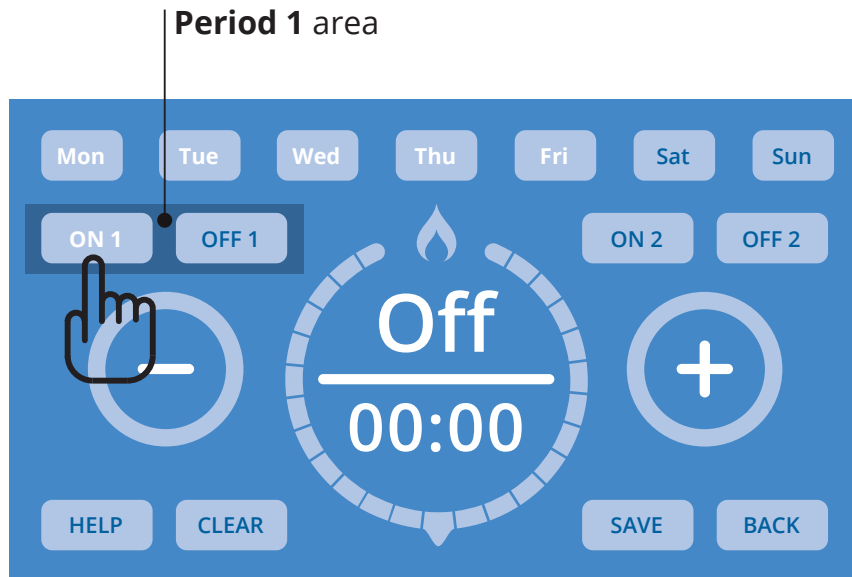 Period 1 area
Mon Tue Wed Thu Fri Sat Sun
ON 1 OFF 1 ON 2 OFF 2
Off
00:00
HELP CLEAR SAVE BACK